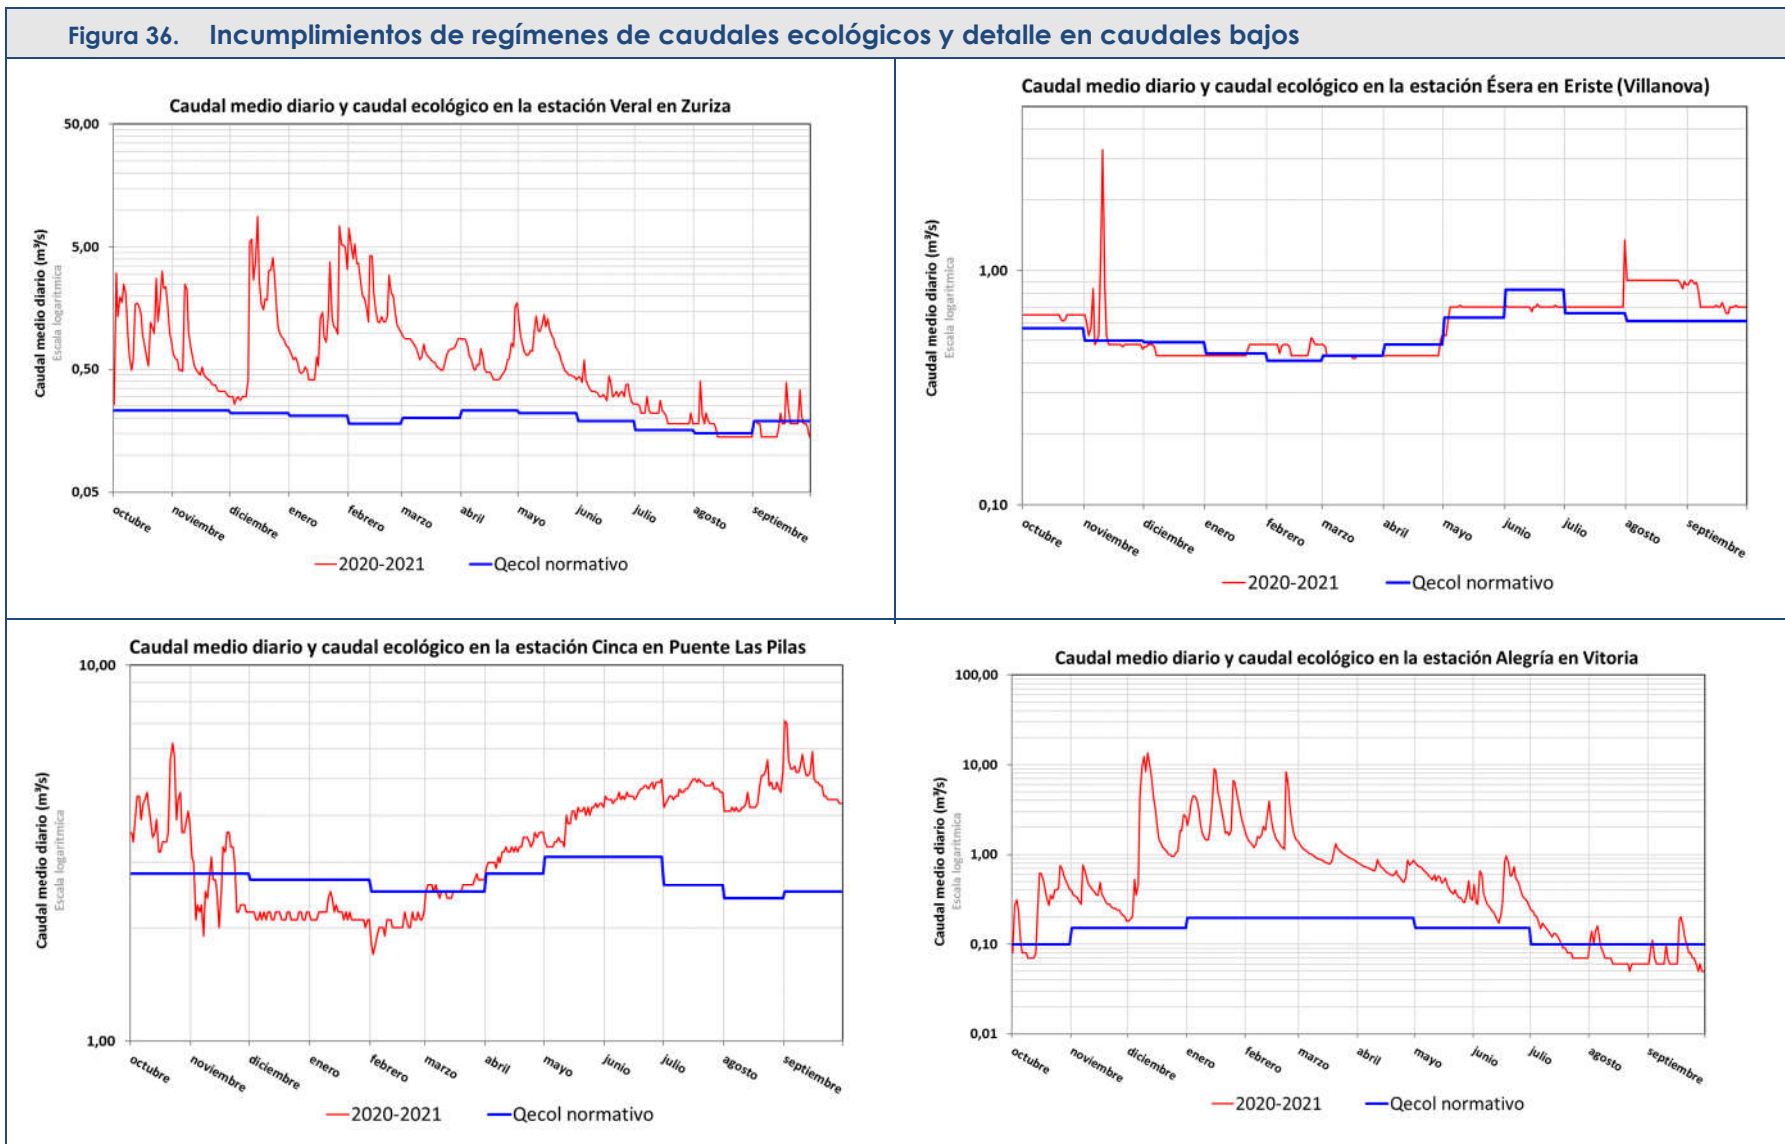 Figura 36. Incumplimientos de regímenes de caudales ecológicos y detalle en caudales bajos
Caudal medio diario y caudal ecológico en la estación Veral en Zuriza
Caudal medio diario (m³/s)
Escala logarítmica
50,00
5,00
0,50
0,05
octubre
noviembre
diciembre
enero
febrero
marzo
abril
mayo
junio
julio
agosto
septiembre
2020-2021
Qecol normativo
Caudal medio diario y caudal ecológico en la estación Ésera en Eriste (Villanova)
Caudal medio diario (m³/s)
Escala logarítmica
1,00
0,10
octubre
noviembre
diciembre
enero
febrero
marzo
abril
mayo
junio
julio
agosto
septiembre
2020-2021
Qecol normativo
Caudal medio diario y caudal ecológico en la estación Cinca en Puente Las Pilas
Caudal medio diario (m³/s)
Escala logarítmica
10,00
1,00
octubre
noviembre
diciembre
enero
febrero
marzo
abril
mayo
junio
julio
agosto
septiembre
2020-2021
Qecol normativo
Caudal medio diario y caudal ecológico en la estación Alegría en Vitoria
Caudal medio diario (m³/s)
Escala logarítmica
100,00
10,00
1,00
0,10
0,01
octubre
noviembre
diciembre
enero
febrero
marzo
abril
mayo
junio
julio
agosto
septiembre
2020-2021
Qecol normativo